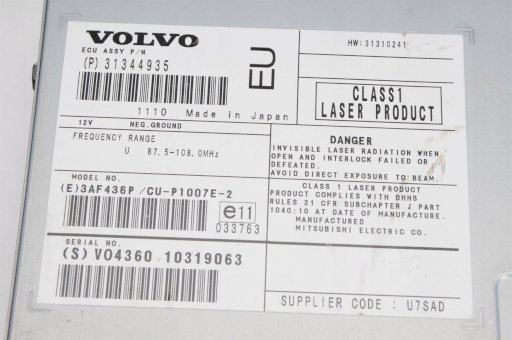 VOLVO
ECU ASSY P/N
(P) 31344935
EU
1110 Made in Japan
HW:31310241
CLASS1
LASER PRODUCT
12V NEG.GROUND
FREQUENCY RANGE
U 87.5-108.0MHz
DANGER
INVISIBLE LASER RADIATION WHEN
OPEN AND INTERLOCK FAILED OR
DEFEATED.
AVOID DIRECT EXPOSURE TO BEAM.
MODEL NO.
(E)3AF436P/CU-P1007E-2
e11
033763
CLASS 1 LASER PRODUCT
PRODUCT COMPLIES WITH DHHS
RULES 21 CFR SUBCHAPTER J PART
1040:10 AT DATE OF MANUFACTURE.
MANUFACTURED
MITSUBISHI ELECTRIC CO.
SERIAL NO.
(S) VO4360 10319063
SUPPLIER CODE : U7SAD